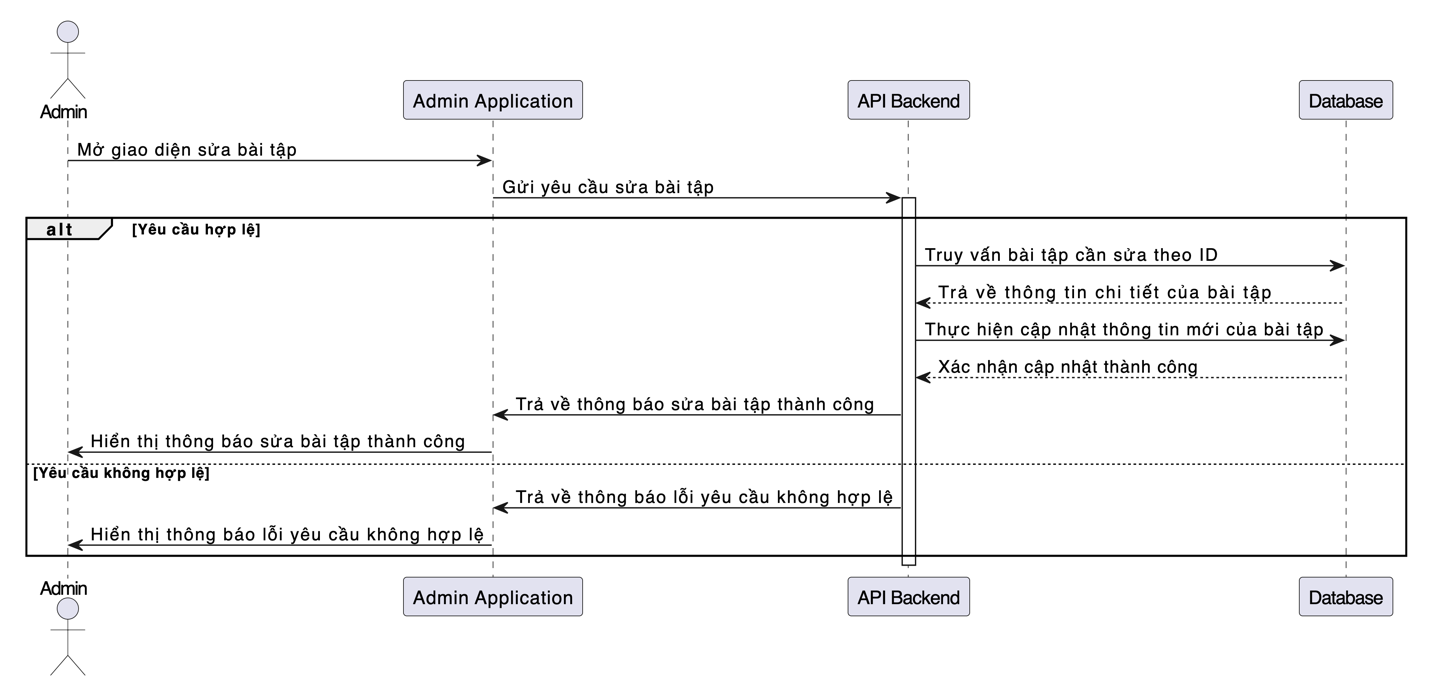 Admin
Admin Application
API Backend
Database
Mở giao diện sửa bài tập
Gửi yêu cầu sửa bài tập
alt
[Yêu cầu hợp lệ]
Truy vấn bài tập cần sửa theo ID
Trả về thông tin chi tiết của bài tập
Thực hiện cập nhật thông tin mới của bài tập
Xác nhận cập nhật thành công
Trả về thông báo sửa bài tập thành công
Hiển thị thông báo sửa bài tập thành công
[Yêu cầu không hợp lệ]
Trả về thông báo lỗi yêu cầu không hợp lệ
Hiển thị thông báo lỗi yêu cầu không hợp lệ
Admin
Admin Application
API Backend
Database